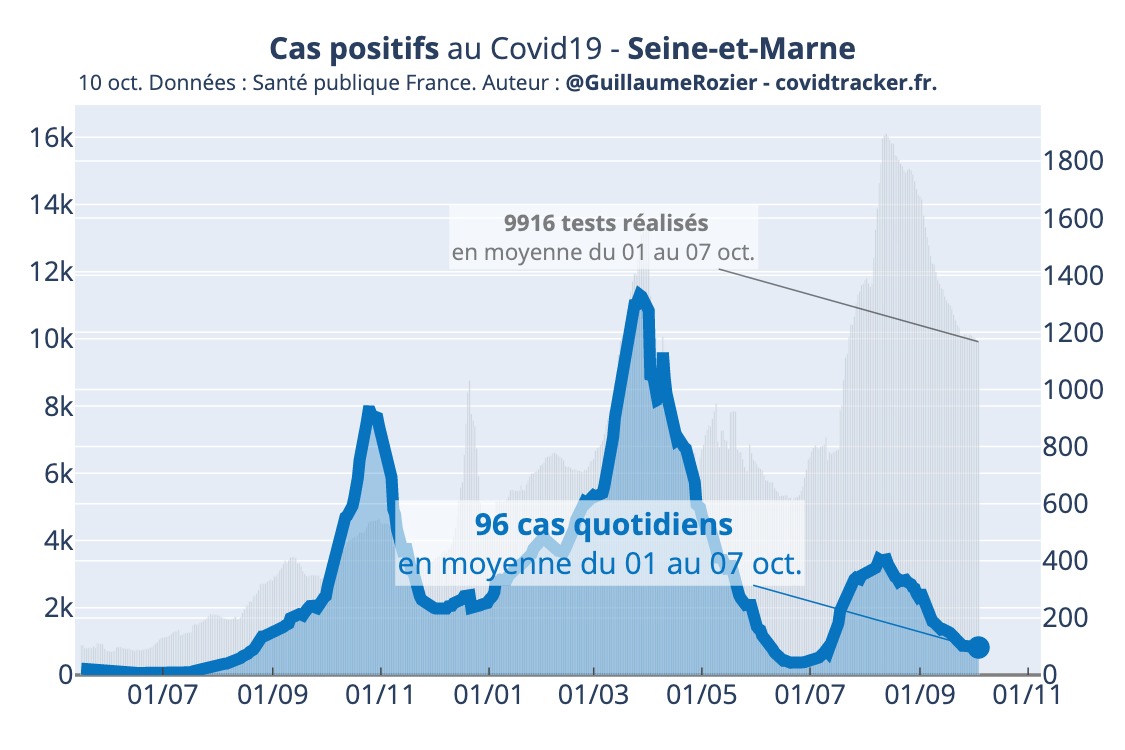 Cas positifs au Covid19 - Seine-et-Marne
10 oct. Données : Santé publique France. Auteur : @GuillaumeRozier - covidtracker.fr.
16k
14k
12k
10k
8k
6k
4k
2k
0
1800
1600
1400
1200
1000
800
600
400
200
0
9916 tests réalisés
en moyenne du 01 au 07 oct.
96 cas quotidiens
en moyenne du 01 au 07 oct.
01/07 01/09 01/11 01/01 01/03 01/05 01/07 01/09 01/11